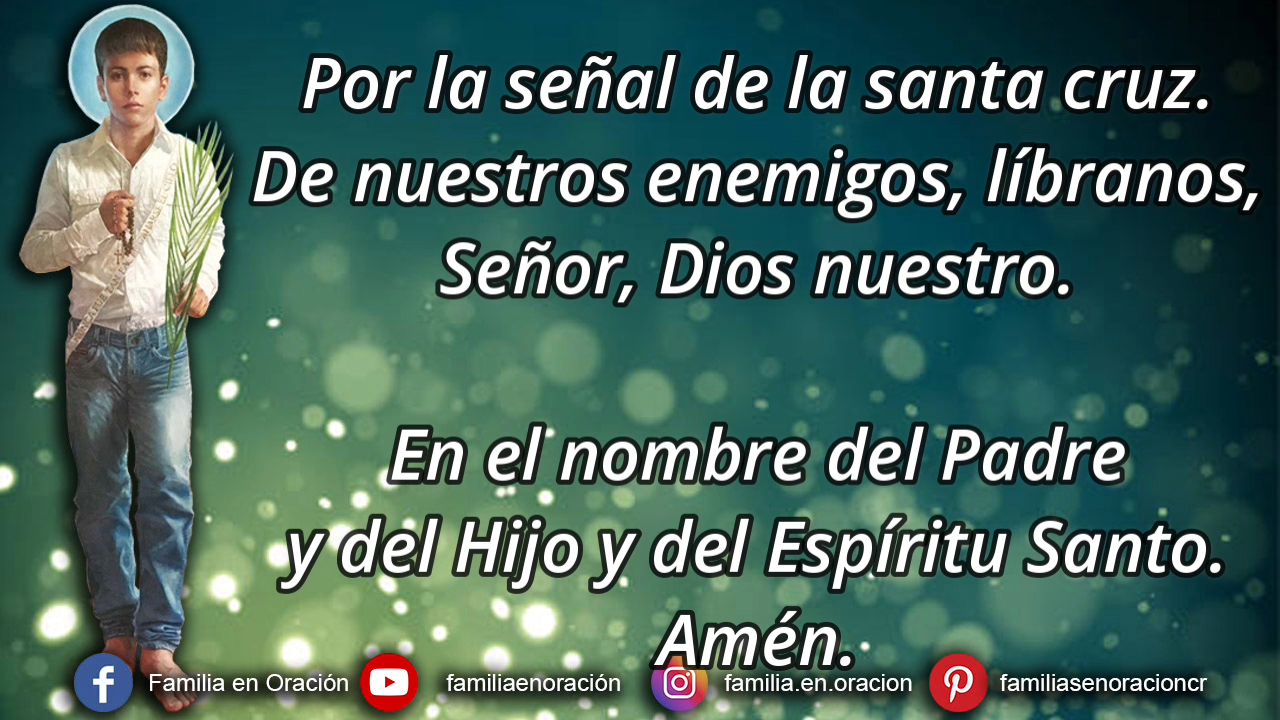 Por la señal de la santa cruz.
De nuestros enemigos, líbranos,
Señor, Dios nuestro.
En el nombre del Padre
y del Hijo y del Espíritu Santo.
Amén.
Familia en Oración
familiaenoración
familia.en.oracion
familiasenoracioncr